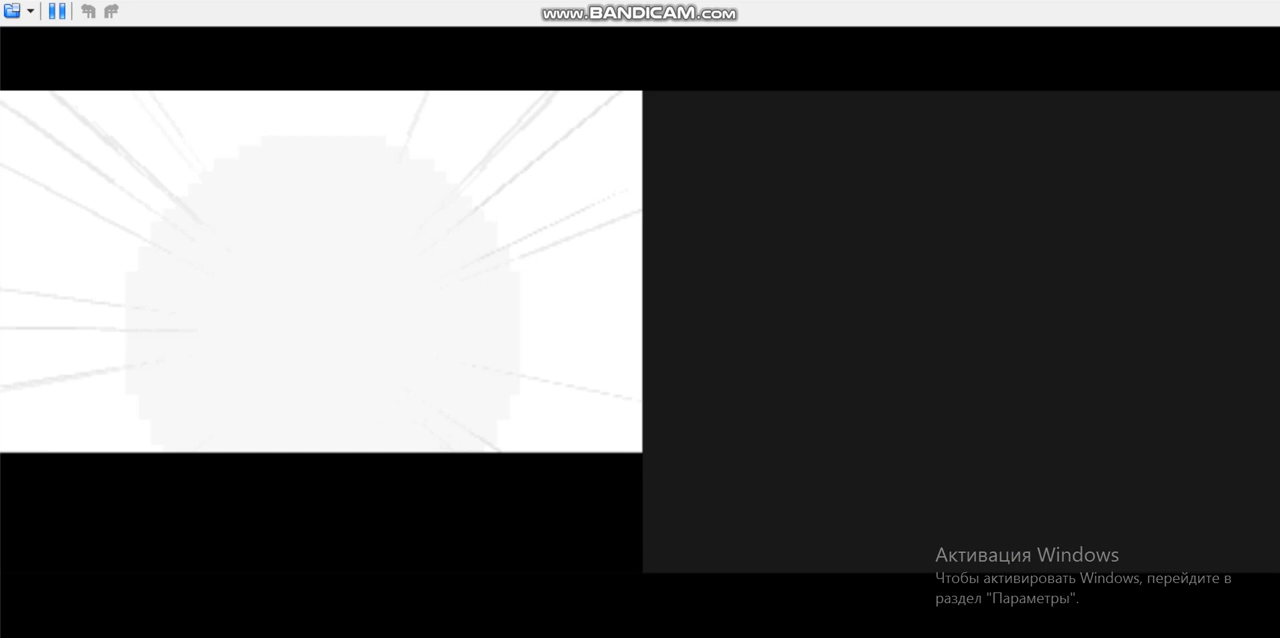 www.BANDICAM.com
Активация Windows
Чтобы активировать Windows, перейдите в
раздел "Параметры".